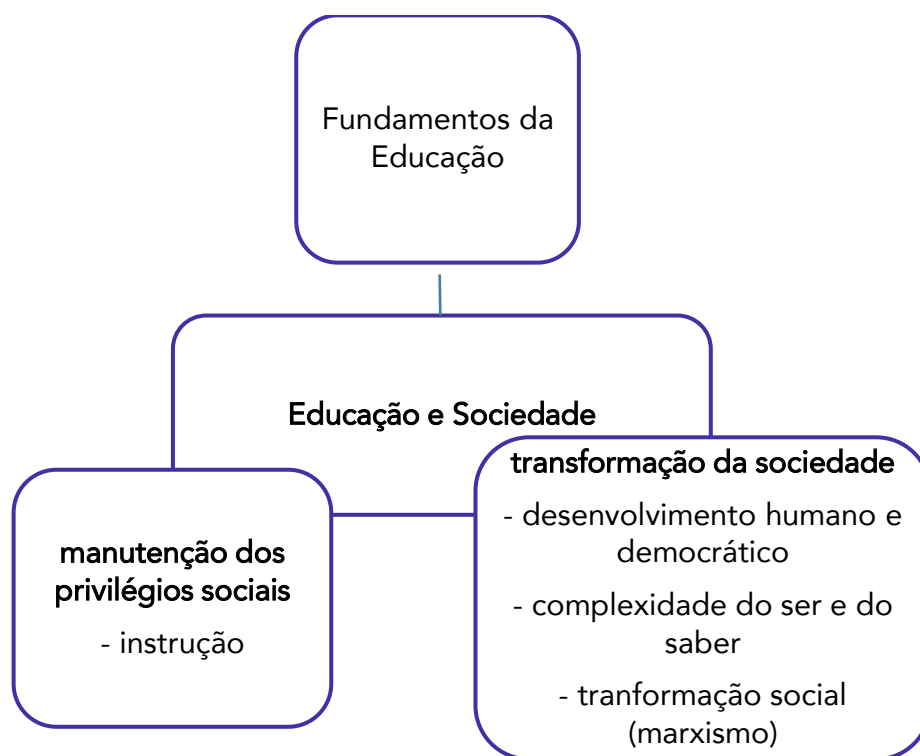 Fundamentos da
Educação
Educação e Sociedade
manutenção dos
privilégios sociais
- instrução
transformação da sociedade
- desenvolvimento humano e
democrático
- complexidade do ser e do
saber
- tranformação social
(marxismo)